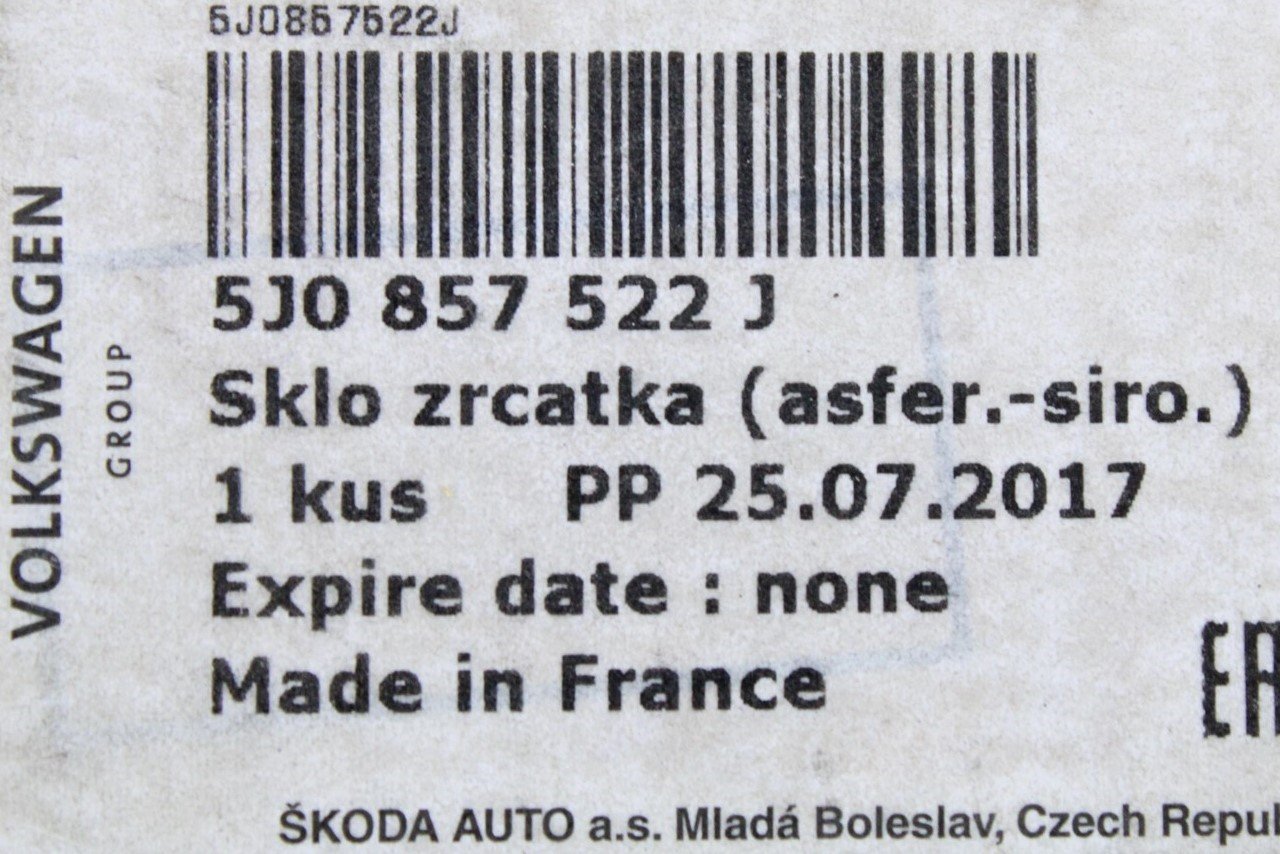 5J0857522J
5J0 857 522 J
Sklo zrcatka (asfer.-siro.)
1 kus PP 25.07.2017
Expire date : none
Made in France
VOLKSWAGEN
GROUP
ŠKODA AUTO a.s. Mladá Boleslav, Czech